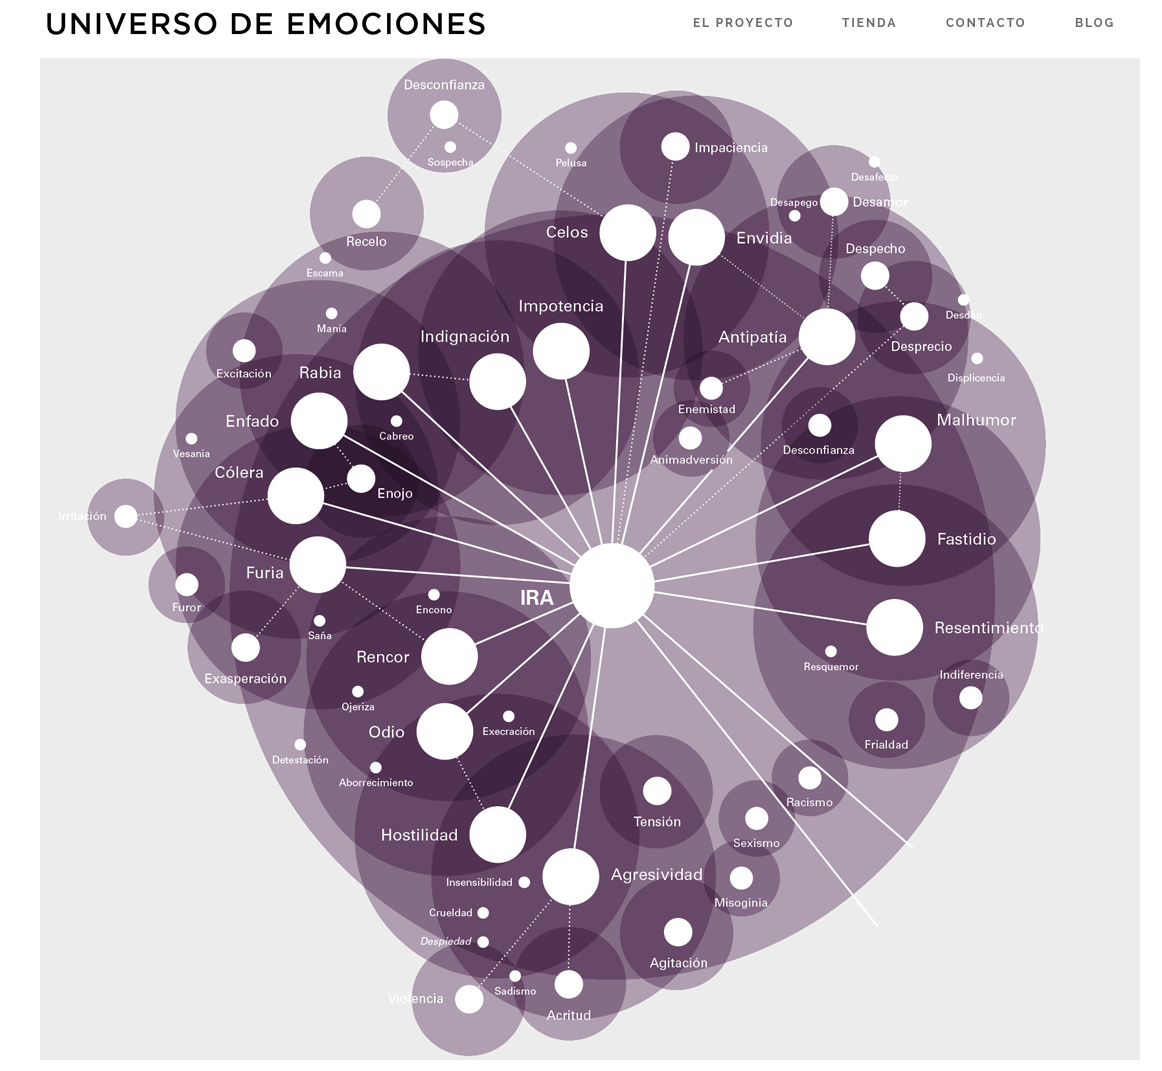 UNIVERSO DE EMOCIONES
EL PROYECTO
TIENDA
CONTACTO
BLOG
Desconfianza
Sospecha
Pelusa
Impaciencia
Desafecto
Desapego
Desamor
Recelo
Celos
Envidia
Despecho
Escama
Impotencia
Desdén
Manía
Indignación
Antipatía
Desprecio
Excitación
Rabia
Displicencia
Enemistad
Enfado
Malhumor
Cabreo
Vesania
Desconfianza
Animadversión
Cólera
Enojo
Irritación
Fastidio
Furia
IRA
Furor
Encono
Saña
Resentimiento
Rencor
Resquemor
Exasperación
Indiferencia
Ojeriza
Odio
Execración
Frialdad
Detestación
Aborrecimiento
Racismo
Tensión
Hostilidad
Sexismo
Agresividad
Insensibilidad
Misoginia
Crueldad
Despiedad
Agitación
Sadismo
Violencia
Acritud